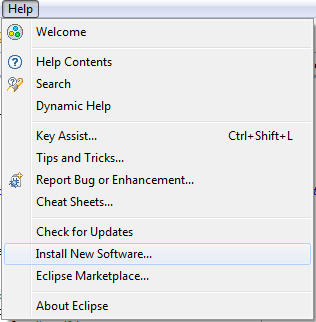 Help
Welcome
Help Contents
Search
Dynamic Help
Key Assist... Ctrl+Shift+L
Tips and Tricks...
Report Bug or Enhancement...
Cheat Sheets...
Check for Updates
Install New Software...
Eclipse Marketplace...
About Eclipse